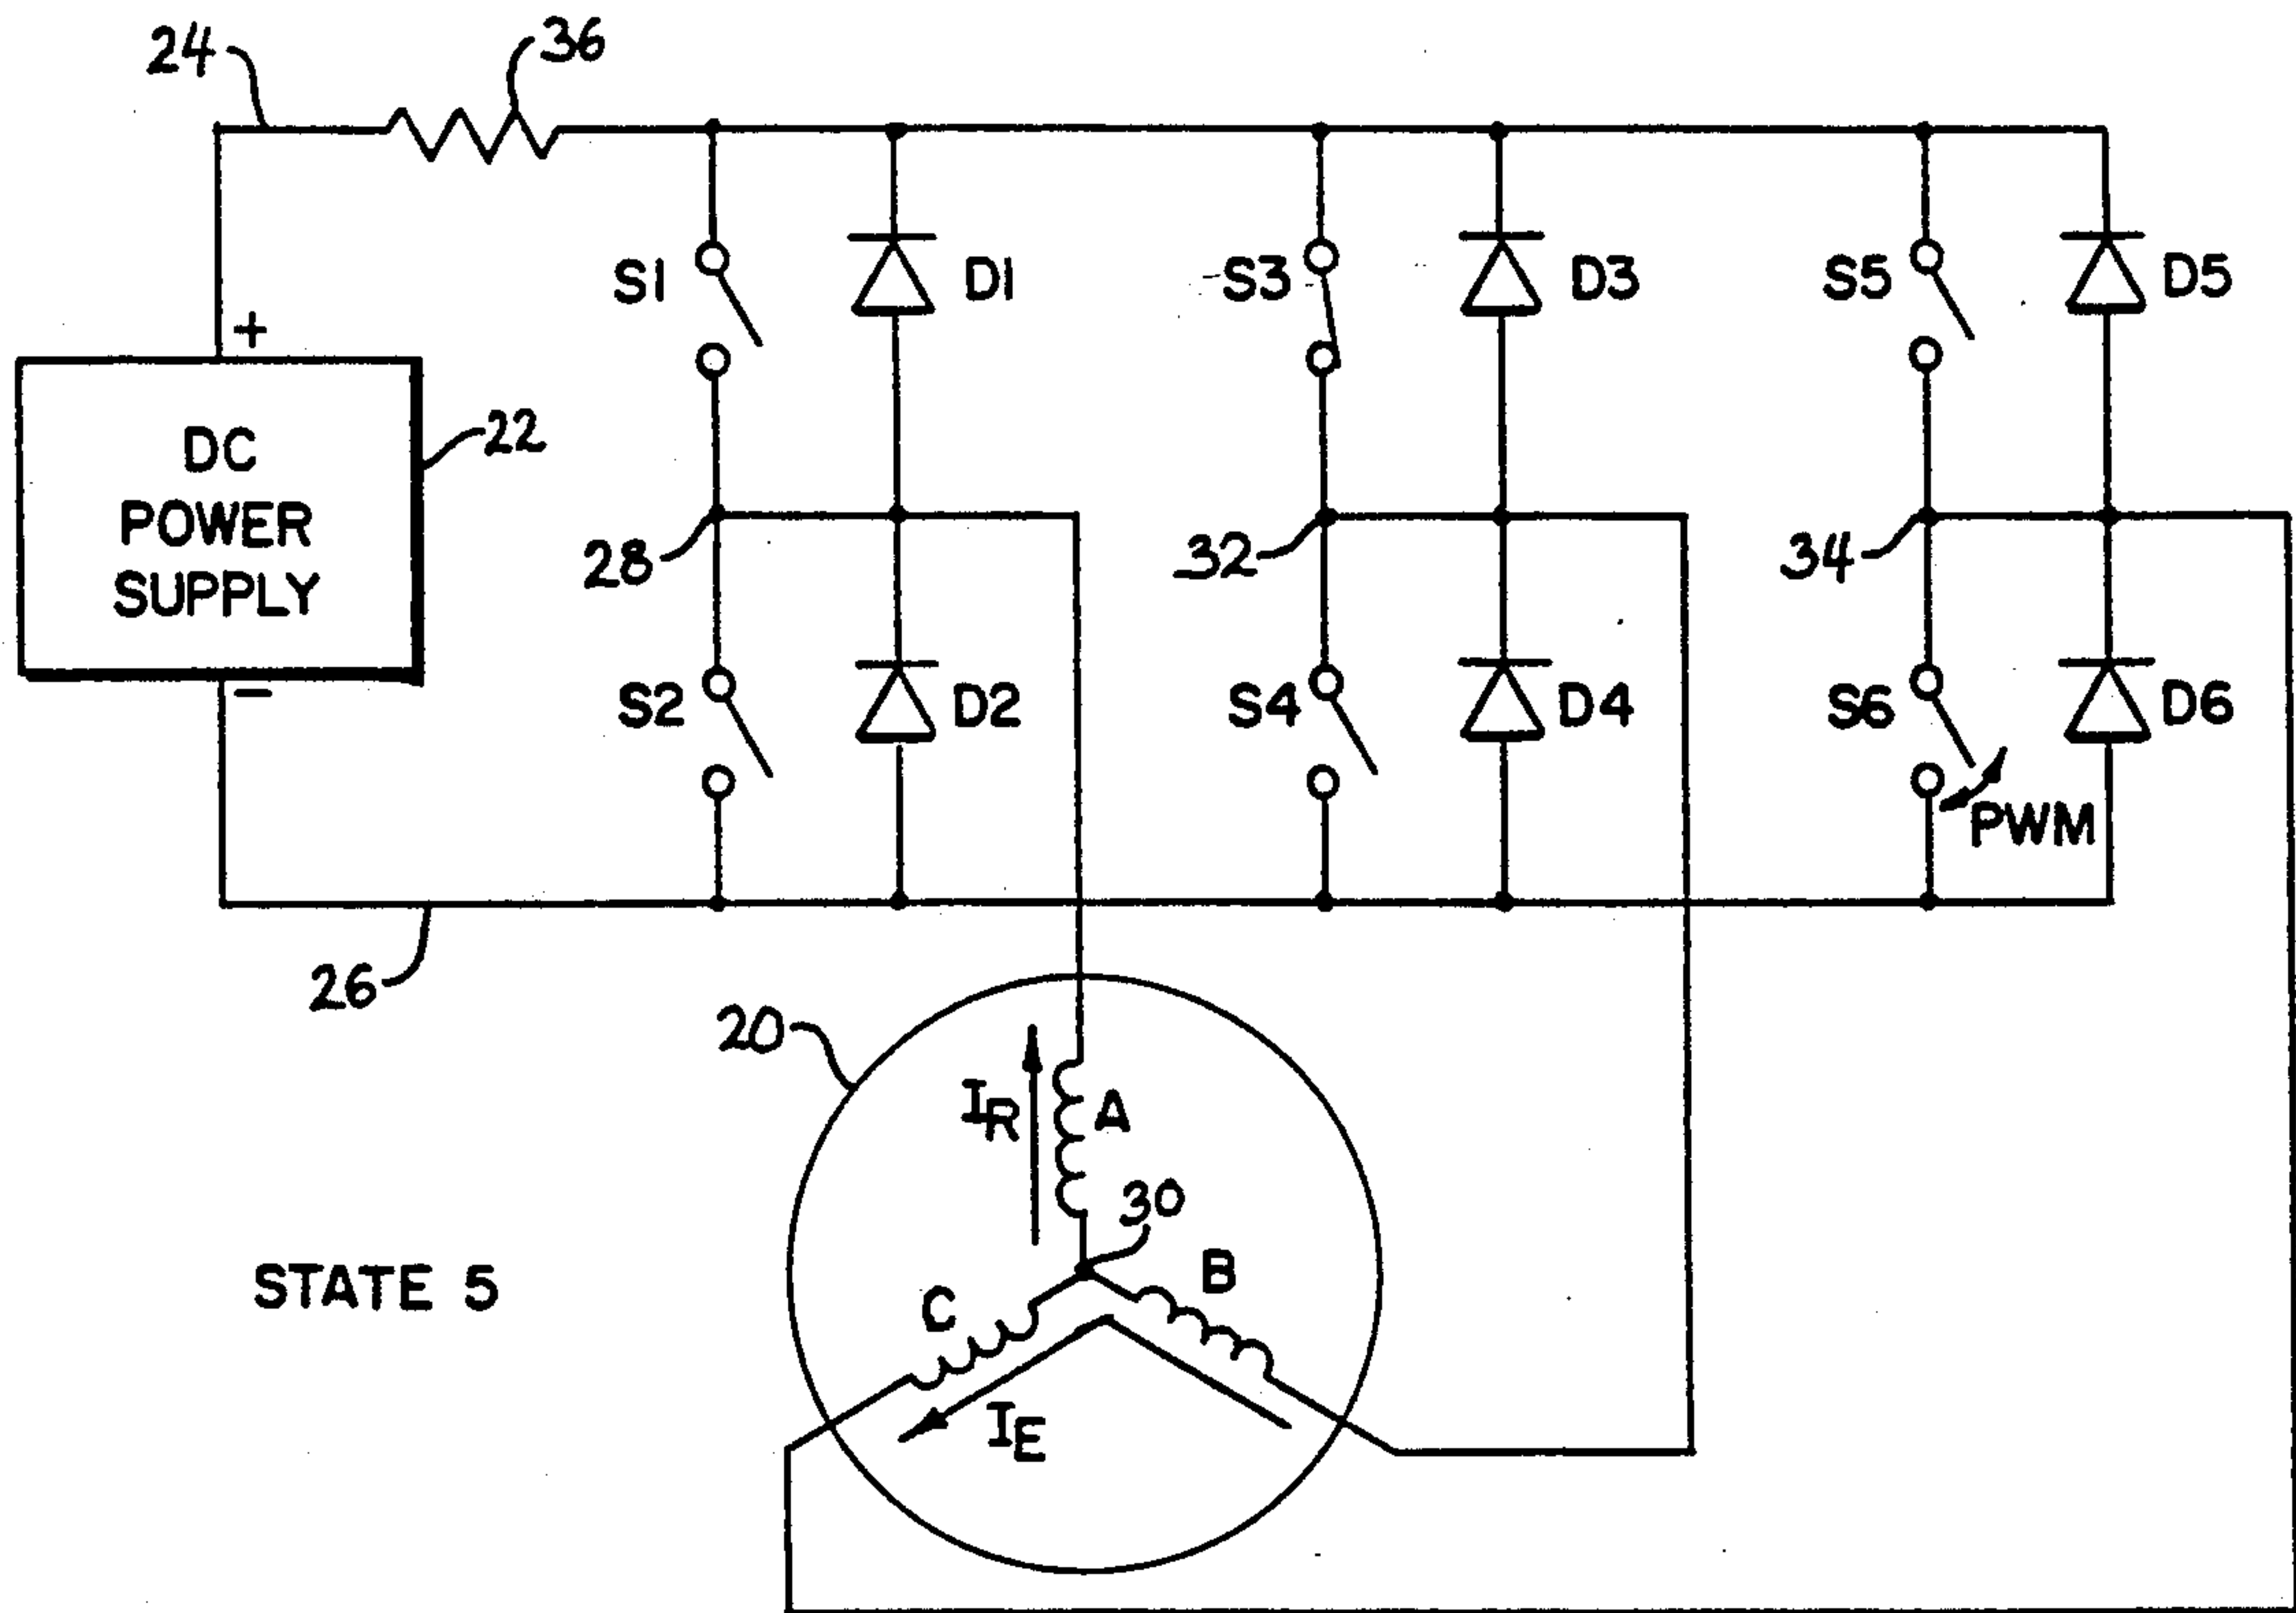 24
36
S1
D1
S3
D3
S5
D5
+
DC
POWER
SUPPLY
22
28
32
34
−
S2
D2
S4
D4
S6
D6
PWM
26
20
IR
A
30
B
C
IE
STATE 5